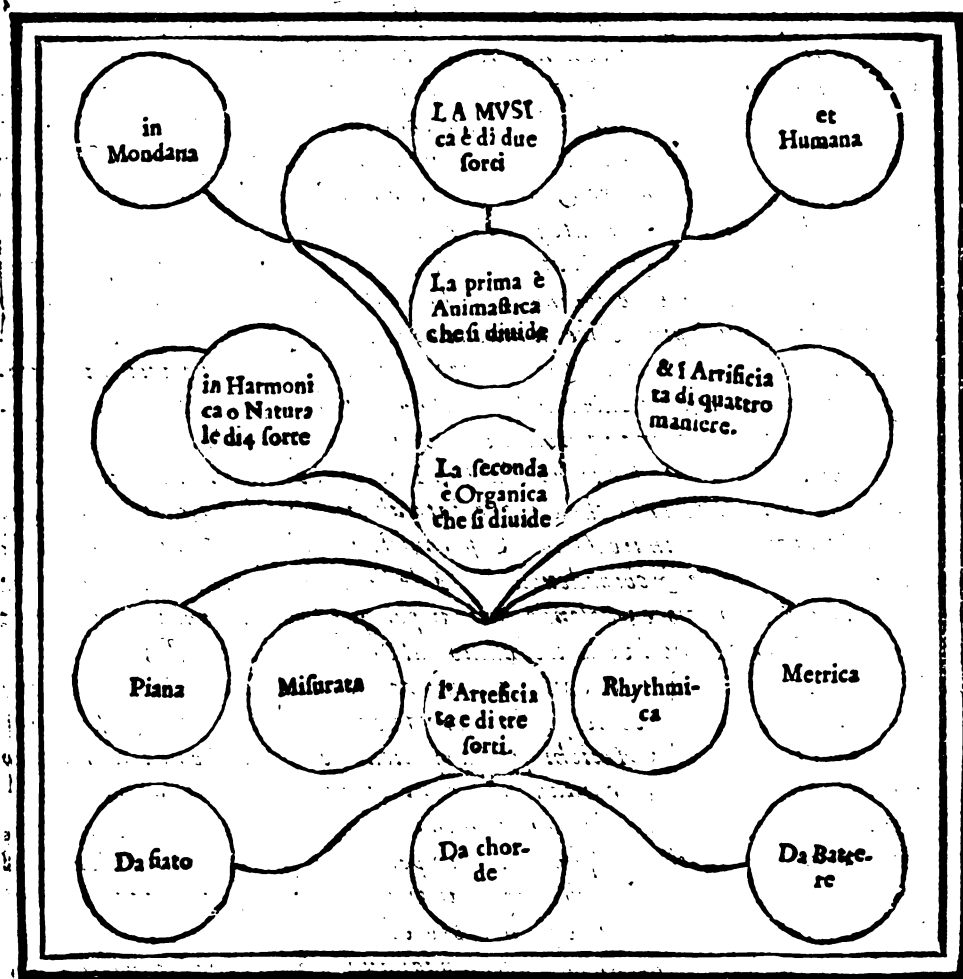 in
Mondana
LA MVSI
ca è di due
ſorti
et
Humana
La prima è
Animaſtica
che ſi diuide
in Harmoni
ca o Natura
le di 4 ſorte
& ſ Artificia
ta di quattro
maniere.
La ſeconda
è Organica
che ſi diuide
Piana
Miſurata
l'Arteficia
ta e di tre
ſorti.
Rhythmi-
ca
Metrica
Da fiato
Da chor-
de
Da Batte-
re